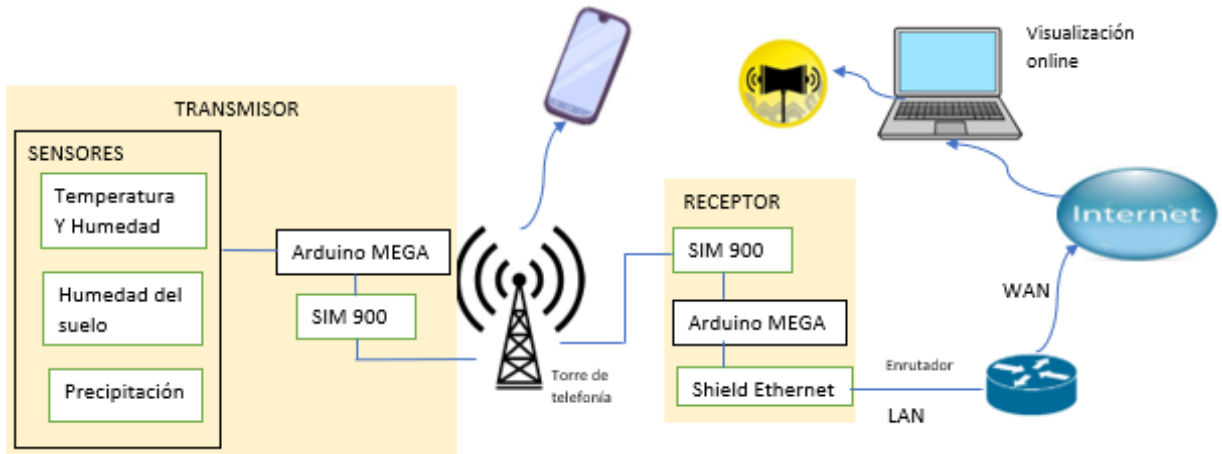 TRANSMISOR
SENSORES
Temperatura
Y Humedad
Humedad del
suelo
Precipitación
Arduino MEGA
SIM 900
Torre de
telefonía
RECEPTOR
SIM 900
Arduino MEGA
Shield Ethernet
Enrutador
LAN
WAN
Internet
Visualización
online